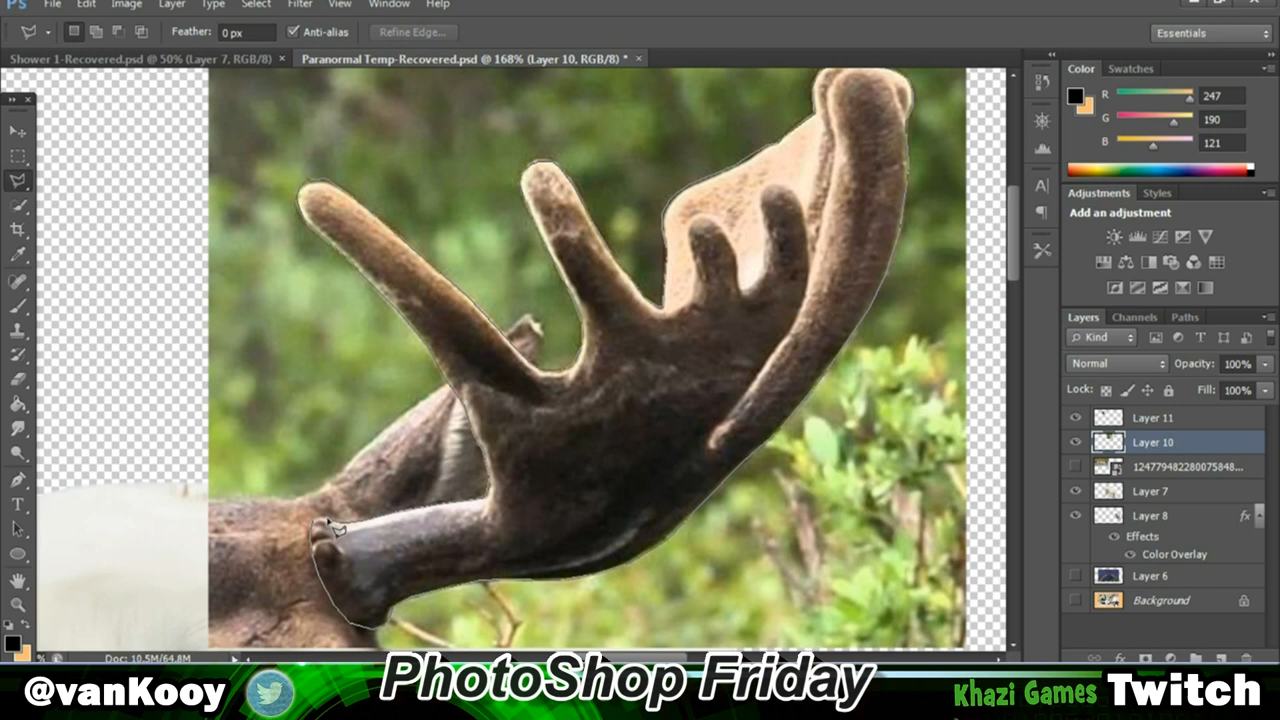 Ps File Edit Image Layer Type Select Filter View Window Help
Feather: 0 px Anti-alias Refine Edge... Essentials
Shower 1-Recovered.psd @ 50% (Layer 7, RGB/8) × Paranormal Temp-Recovered.psd @ 168% (Layer 10, RGB/8) * ×
Color Swatches
R 247
G 190
B 121
Adjustments Styles
Add an adjustment
Layers Channels Paths
Kind
Normal Opacity: 100%
Lock: Fill: 100%
Layer 11
Layer 10
124779482280075848...
Layer 7
Layer 8 fx
Effects
Color Overlay
Layer 6
Background
% Doc: 10.5M/64.8M
@vanKooy PhotoShop Friday Khazi Games Twitch